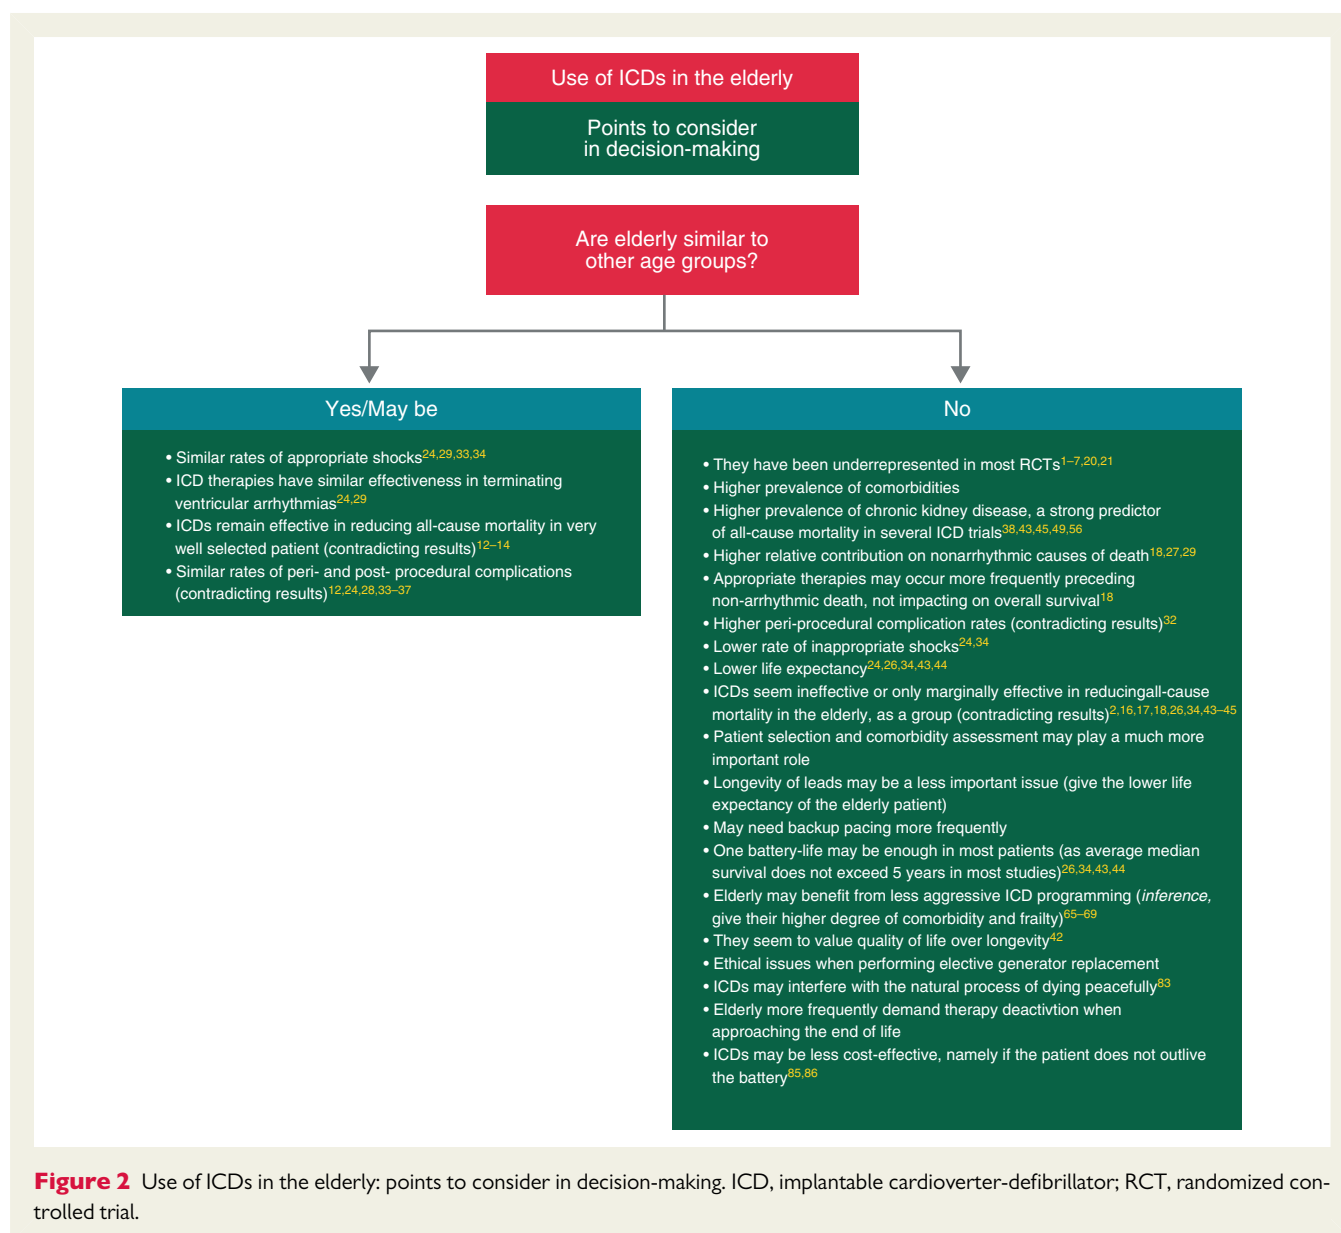 Use of ICDs in the elderly
Points to consider
in decision-making
Are elderly similar to
other age groups?
Yes/May be
• Similar rates of appropriate shocks24,29,33,34
• ICD therapies have similar effectiveness in terminating
ventricular arrhythmias24,29
• ICDs remain effective in reducing all-cause mortality in very
well selected patient (contradicting results)12–14
• Similar rates of peri- and post- procedural complications
(contradicting results)12,24,28,33–37
No
• They have been underrepresented in most RCTs1–7,20,21
• Higher prevalence of comorbidities
• Higher prevalence of chronic kidney disease, a strong predictor
of all-cause mortality in several ICD trials38,43,45,49,56
• Higher relative contribution on nonarrhythmic causes of death18,27,29
• Appropriate therapies may occur more frequently preceding
non-arrhythmic death, not impacting on overall survival18
• Higher peri-procedural complication rates (contradicting results)32
• Lower rate of inappropriate shocks24,34
• Lower life expectancy24,26,34,43,44
• ICDs seem ineffective or only marginally effective in reducingall-cause
mortality in the elderly, as a group (contradicting results)2,16,17,18,26,34,43–45
• Patient selection and comorbidity assessment may play a much more
important role
• Longevity of leads may be a less important issue (give the lower life
expectancy of the elderly patient)
• May need backup pacing more frequently
• One battery-life may be enough in most patients (as average median
survival does not exceed 5 years in most studies)26,34,43,44
• Elderly may benefit from less aggressive ICD programming (inference,
give their higher degree of comorbidity and frailty)65–69
• They seem to value quality of life over longevity42
• Ethical issues when performing elective generator replacement
• ICDs may interfere with the natural process of dying peacefully83
• Elderly more frequently demand therapy deactivtion when
approaching the end of life
• ICDs may be less cost-effective, namely if the patient does not outlive
the battery85,86
Figure 2 Use of ICDs in the elderly: points to consider in decision-making. ICD, implantable cardioverter-defibrillator; RCT, randomized con-
trolled trial.